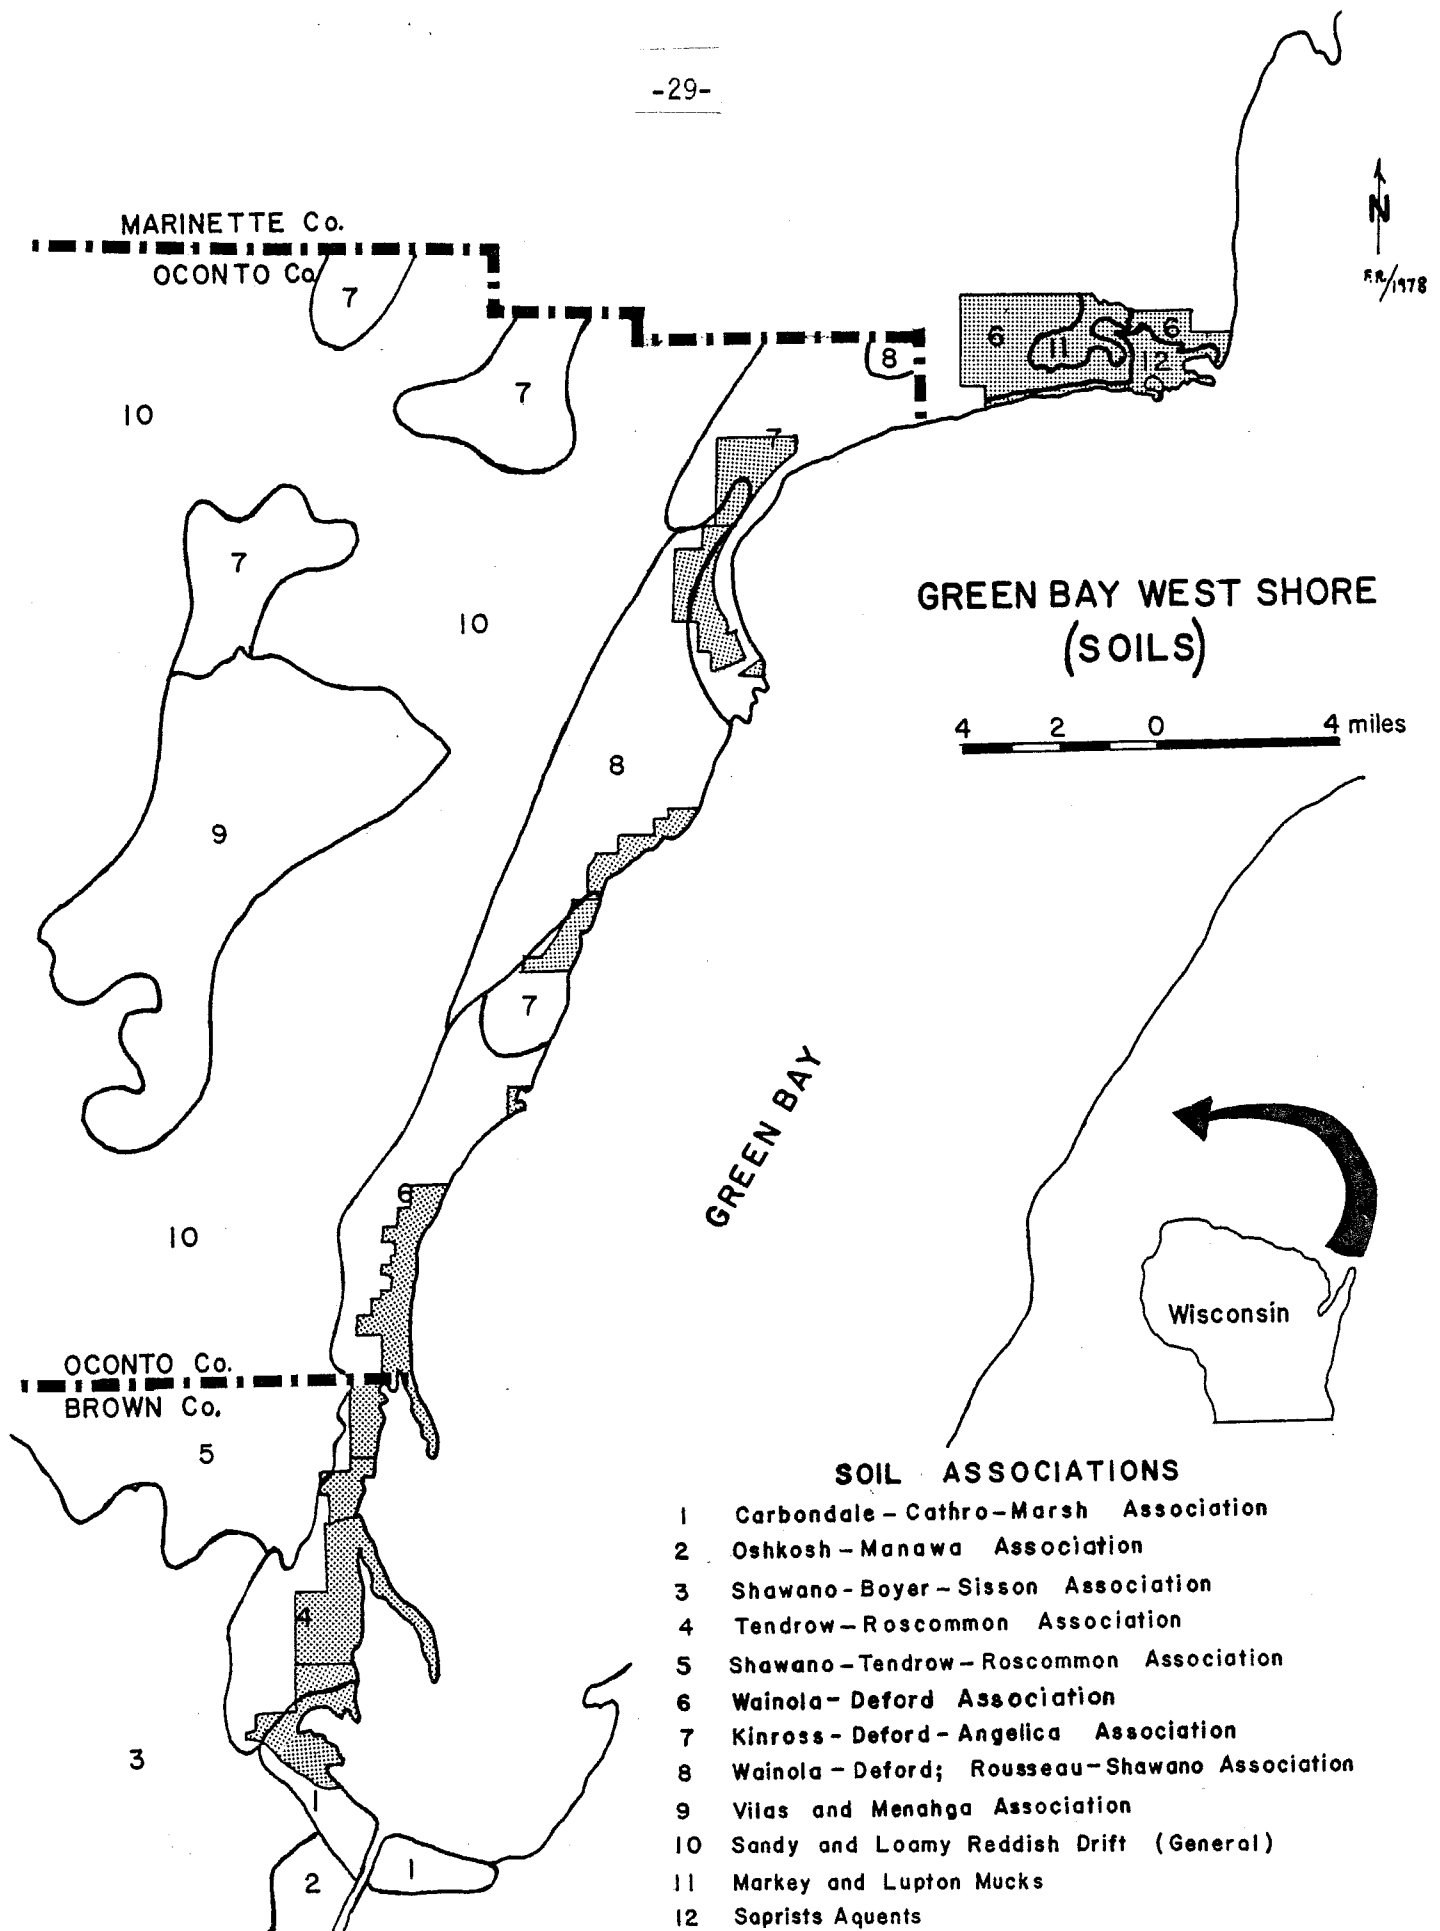 -29-
MARINETTE Co.
OCONTO Co
7
N
F.R./1978
6
6
11
12
8
7
10
7
7
10
GREEN BAY WEST SHORE
(SOILS)
4 2 0 4 miles
8
9
7
GREEN BAY
6
10
Wisconsin
OCONTO Co.
BROWN Co.
5
SOIL ASSOCIATIONS
1 Carbondale-Cathro-Marsh Association
2 Oshkosh-Manawa Association
3 Shawano-Boyer-Sisson Association
4 Tendrow-Roscommon Association
5 Shawano-Tendrow-Roscommon Association
6 Wainola-Deford Association
7 Kinross-Deford-Angelica Association
8 Wainola-Deford; Rousseau-Shawano Association
9 Vilas and Menahga Association
10 Sandy and Loamy Reddish Drift (General)
11 Markey and Lupton Mucks
12 Saprists Aquents
4
3
1
2
1